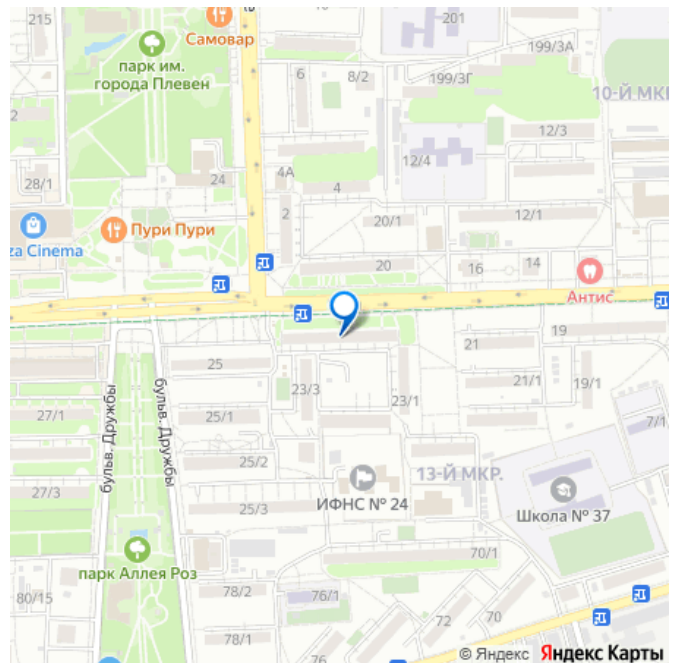 215
Самовар
201
199/3А
парк им.
города Плевен
6
8/2
199/3Г
10-Й МКР
2
12/3
12/4
28/1
24
4А
4
2
20/1
12/1
Пури Пури
za Cinema
20
16
14
Антис
25
21
19
27/1
бульв. Дружбы
бульв. Дружбы
25/1
23/3
23/1
21/1
19/1
7/1
25/2
13-Й МКР.
27/3
25/3
ИФНС № 24
Школа № 37
70/1
парк Аллея Роз
80/15
78/2
76/1
72
70
78/1
© Яндекс Яндекс Карты